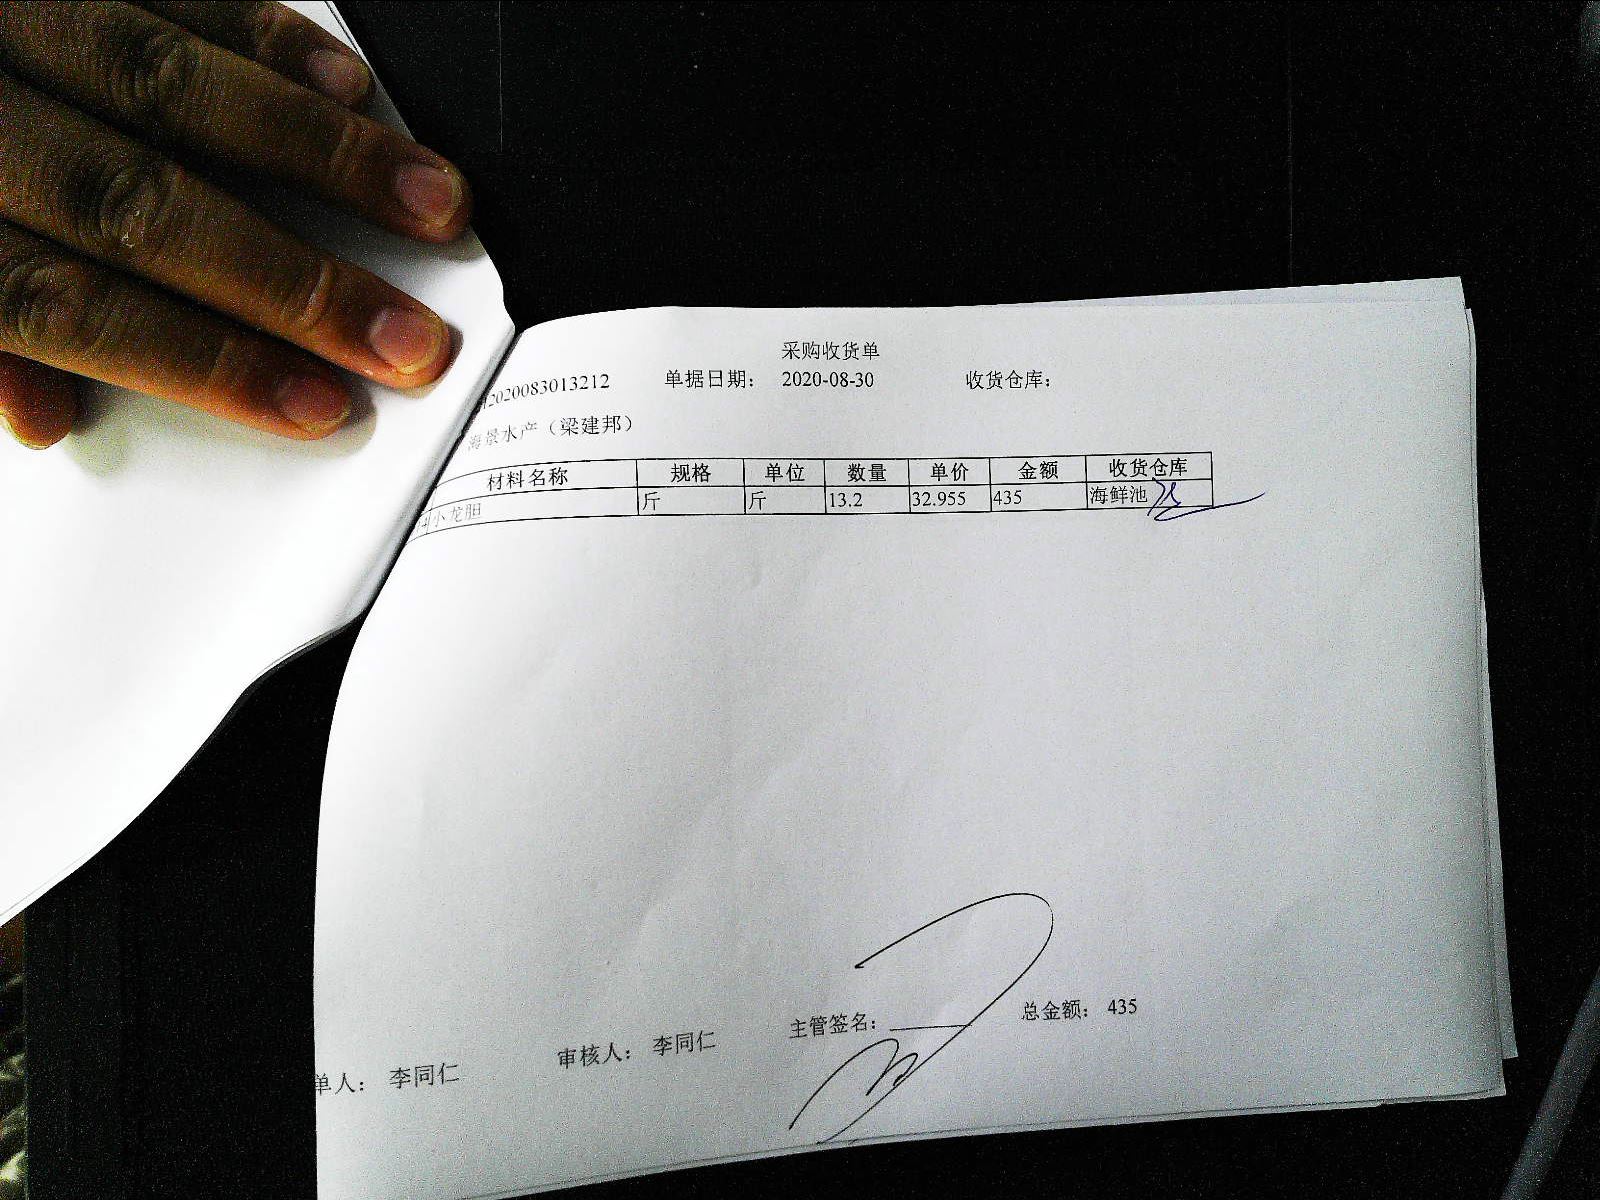 采购收货单
2020083013212 单据日期： 2020-08-30 收货仓库：
海景水产（梁建邦）
材料名称 规格 单位 数量 单价 金额 收货仓库
小龙胆 斤 斤 13.2 32.955 435 海鲜池
单人： 李同仁 审核人： 李同仁 主管签名： 总金额： 435